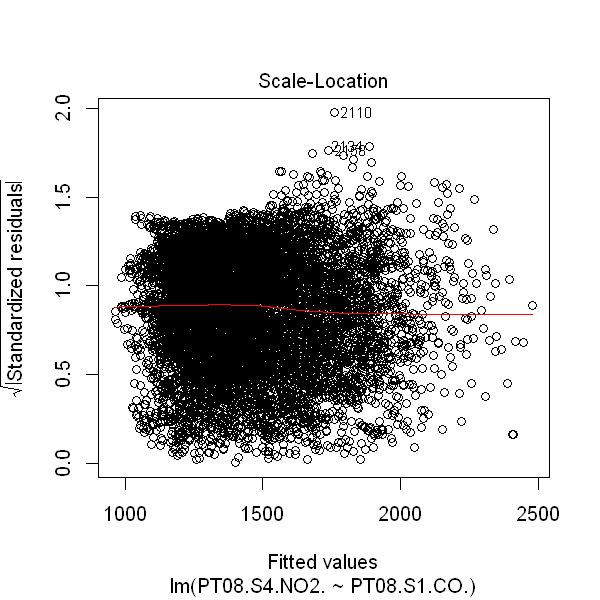 Scale-Location
2.0
1.5
1.0
0.5
0.0
√|Standardized residuals|
2110
2134
1000
1500
2000
2500
Fitted values
lm(PT08.S4.NO2. ~ PT08.S1.CO.)